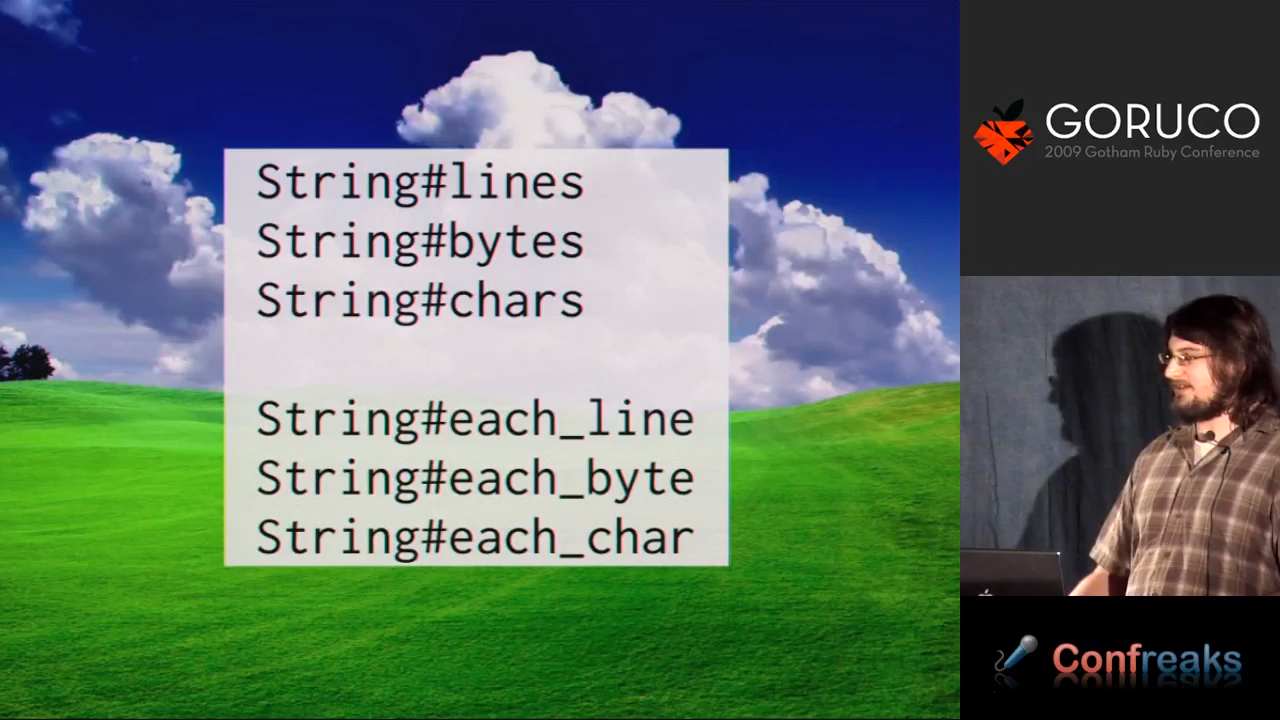 String#lines
String#bytes
String#chars
String#each_line
String#each_byte
String#each_char
GORUCO
2009 Gotham Ruby Conference
Confreaks